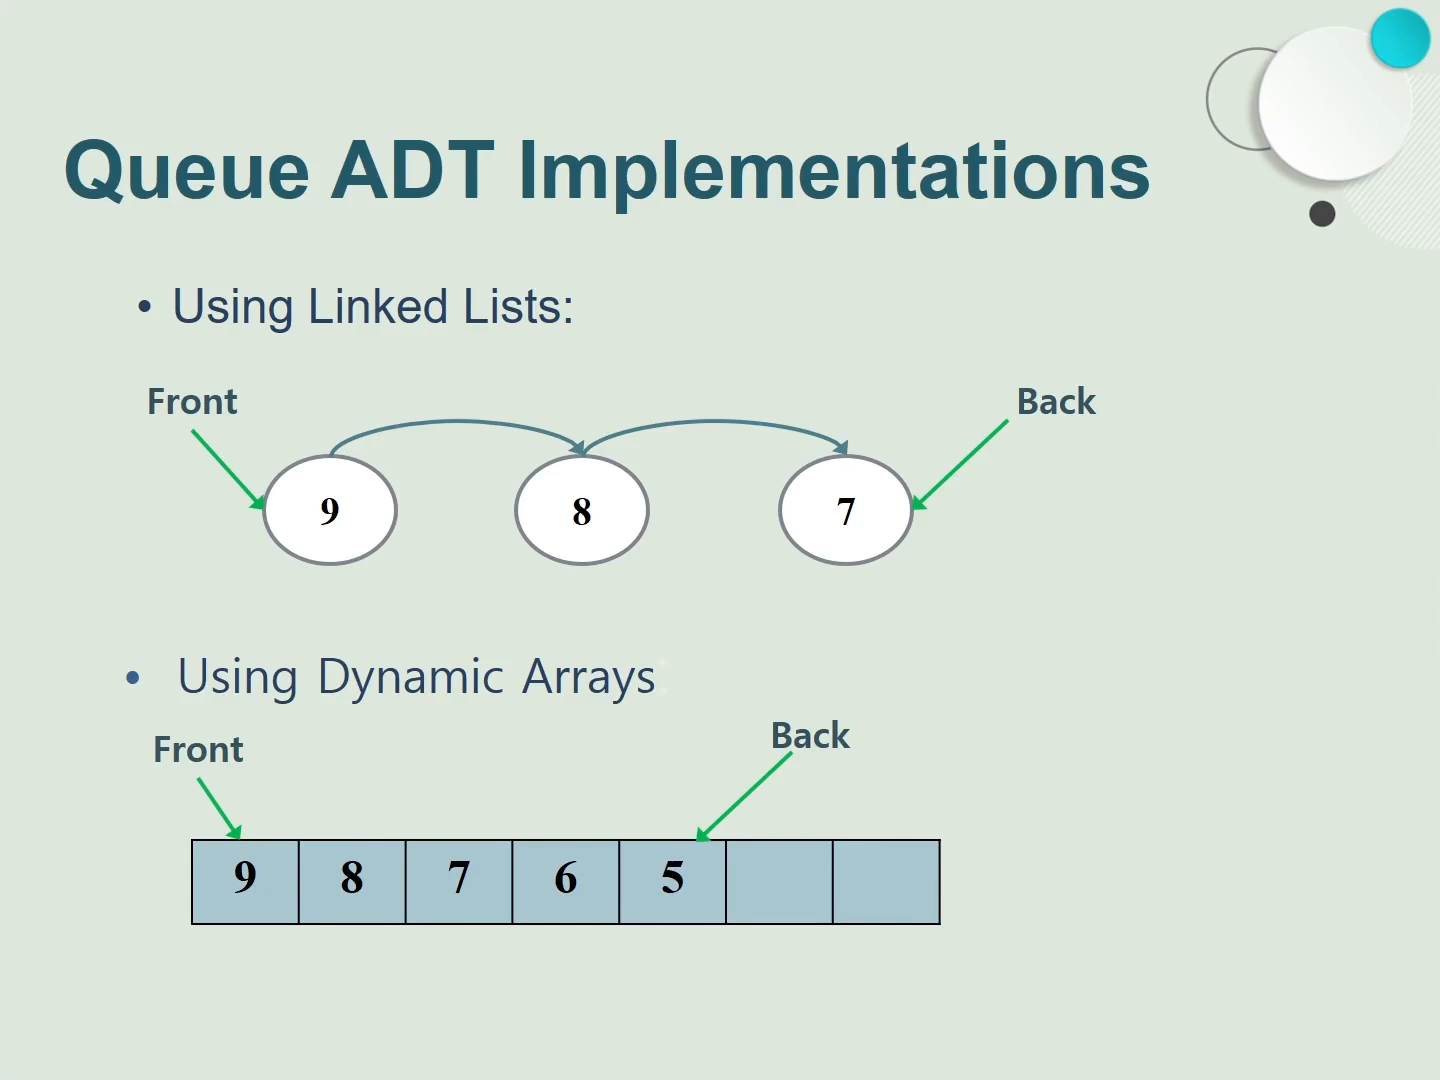 Queue ADT Implementations
• Using Linked Lists:
Front Back
9 8 7
• Using Dynamic Arrays:
Front Back
9 8 7 6 5